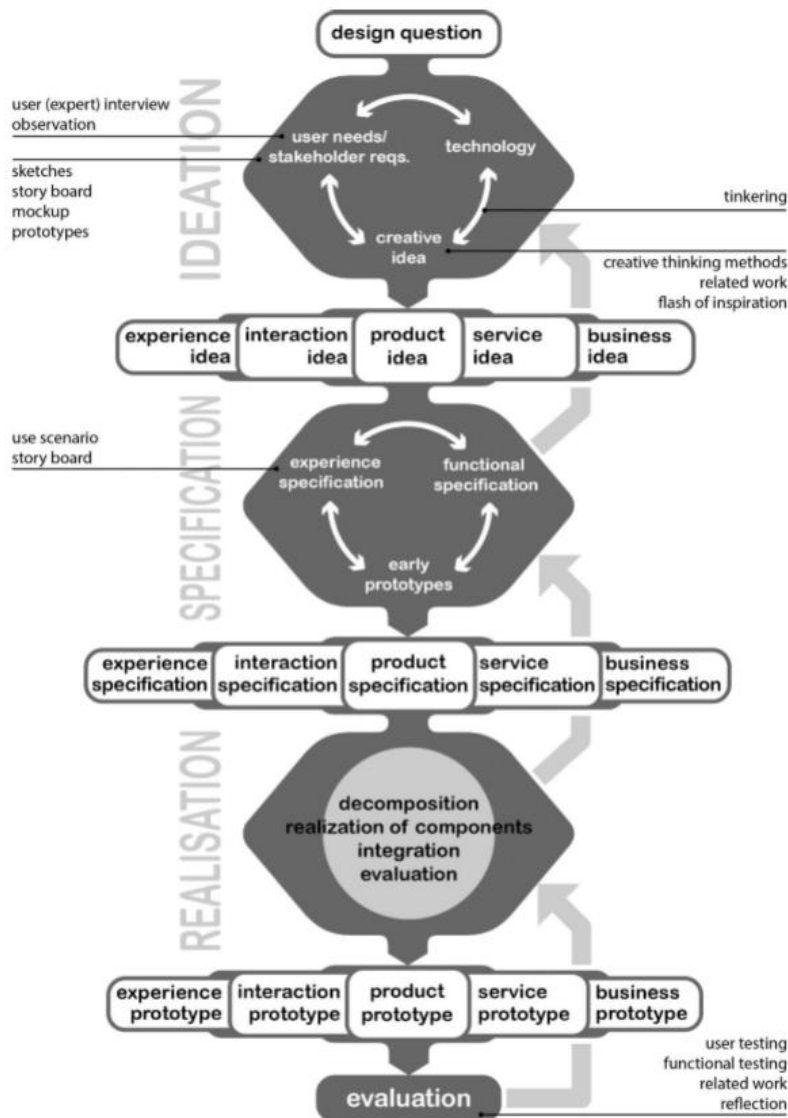 design question
IDEATION
user (expert) interview
observation
sketches
story board
mockup
prototypes
user needs/
stakeholder reqs.
technology
creative
idea
tinkering
creative thinking methods
related work
flash of inspiration
experience
idea
interaction
idea
product
idea
service
idea
business
idea
SPECIFICATION
use scenario
story board
experience
specification
functional
specification
early
prototypes
experience
specification
interaction
specification
product
specification
service
specification
business
specification
REALISATION
decomposition
realization of components
integration
evaluation
experience
prototype
interaction
prototype
product
prototype
service
prototype
business
prototype
evaluation
user testing
functional testing
related work
reflection